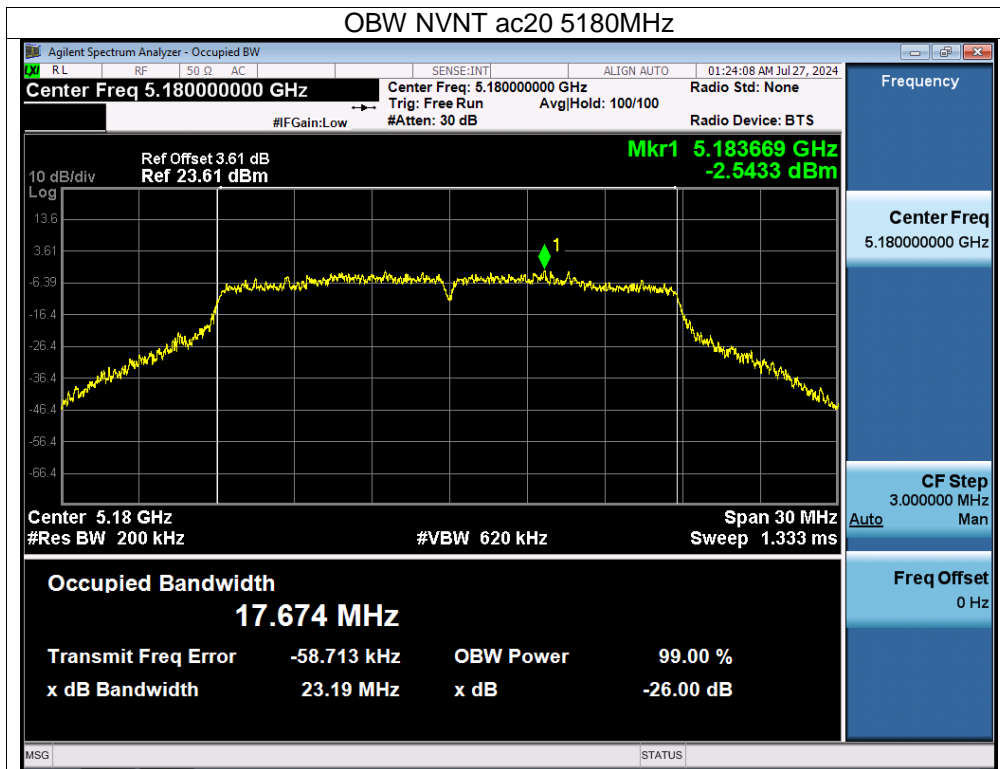 OBW NVNT ac20 5180MHz
Agilent Spectrum Analyzer - Occupied BW
LXI RL RF 50 Ω AC SENSE:INT ALIGN AUTO 01:24:08 AM Jul 27, 2024
Center Freq 5.180000000 GHz Center Freq: 5.180000000 GHz Radio Std: None Frequency
Trig: Free Run Avg|Hold: 100/100
#IFGain:Low #Atten: 30 dB Radio Device: BTS
Mkr1 5.183669 GHz
Ref Offset 3.61 dB
10 dB/div Ref 23.61 dBm -2.5433 dBm
Log
13.6
3.61
-6.39
-16.4
-26.4
-36.4
-46.4
-56.4
-66.4
1
Center Freq
5.180000000 GHz
CF Step
3.000000 MHz
Auto Man
Center 5.18 GHz Span 30 MHz
#Res BW 200 kHz #VBW 620 kHz Sweep 1.333 ms
Freq Offset
0 Hz
Occupied Bandwidth
17.674 MHz
Transmit Freq Error -58.713 kHz OBW Power 99.00 %
x dB Bandwidth 23.19 MHz x dB -26.00 dB
MSG STATUS